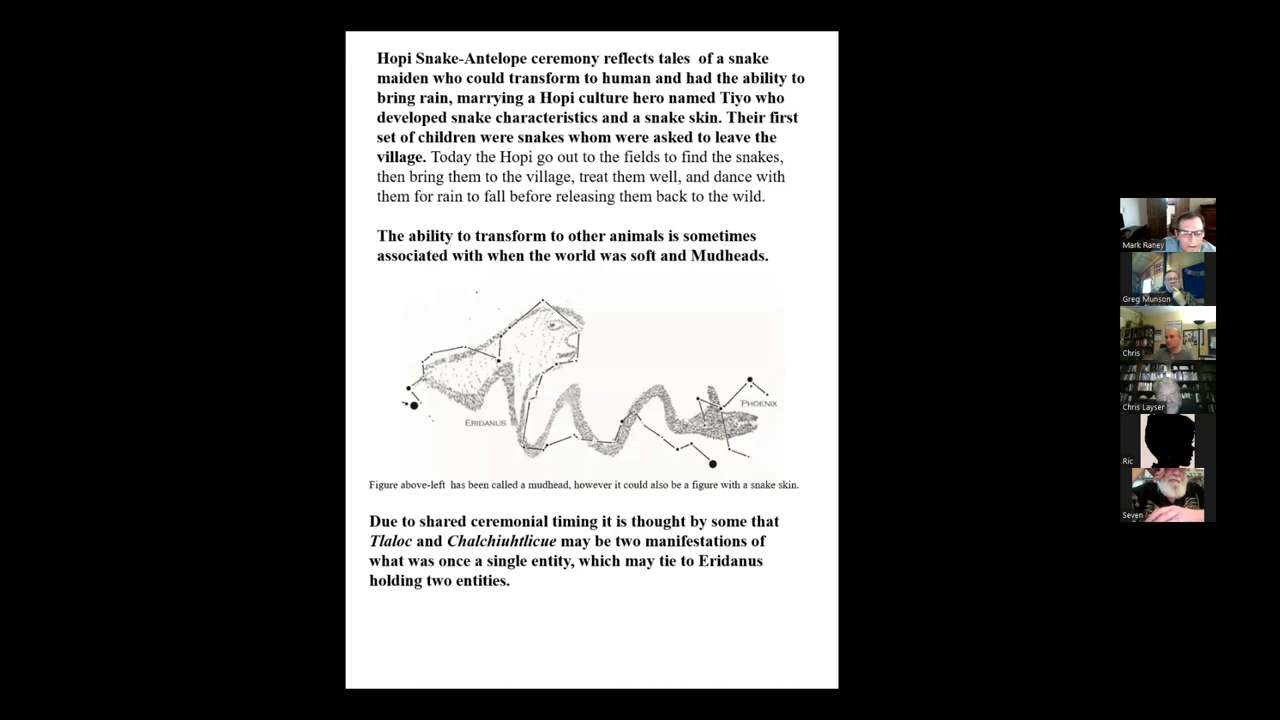 Hopi Snake-Antelope ceremony reflects tales of a snake
maiden who could transform to human and had the ability to
bring rain, marrying a Hopi culture hero named Tiyo who
developed snake characteristics and a snake skin. Their first
set of children were snakes whom were asked to leave the
village. Today the Hopi go out to the fields to find the snakes,
then bring them to the village, treat them well, and dance with
them for rain to fall before releasing them back to the wild.
The ability to transform to other animals is sometimes
associated with when the world was soft and Mudheads.
ERIDANUS
PHOENIX
Figure above-left has been called a mudhead, however it could also be a figure with a snake skin.
Due to shared ceremonial timing it is thought by some that
Tlaloc and Chalchiuhtlicue may be two manifestations of
what was once a single entity, which may tie to Eridanus
holding two entities.
Mark Raney
Greg Munson
Chris
Chris Layser
Ric
Seven